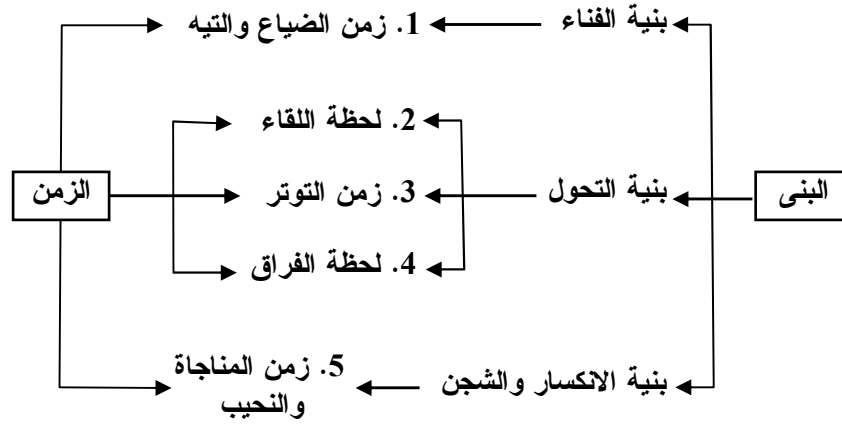 بنية الفناء
1. زمن الضياع والتيه
2. لحظة اللقاء
البنى
بنية التحول
3. زمن التوتر
الزمن
4. لحظة الفراق
بنية الانكسار والشجن
5. زمن المناجاة
والنحيب